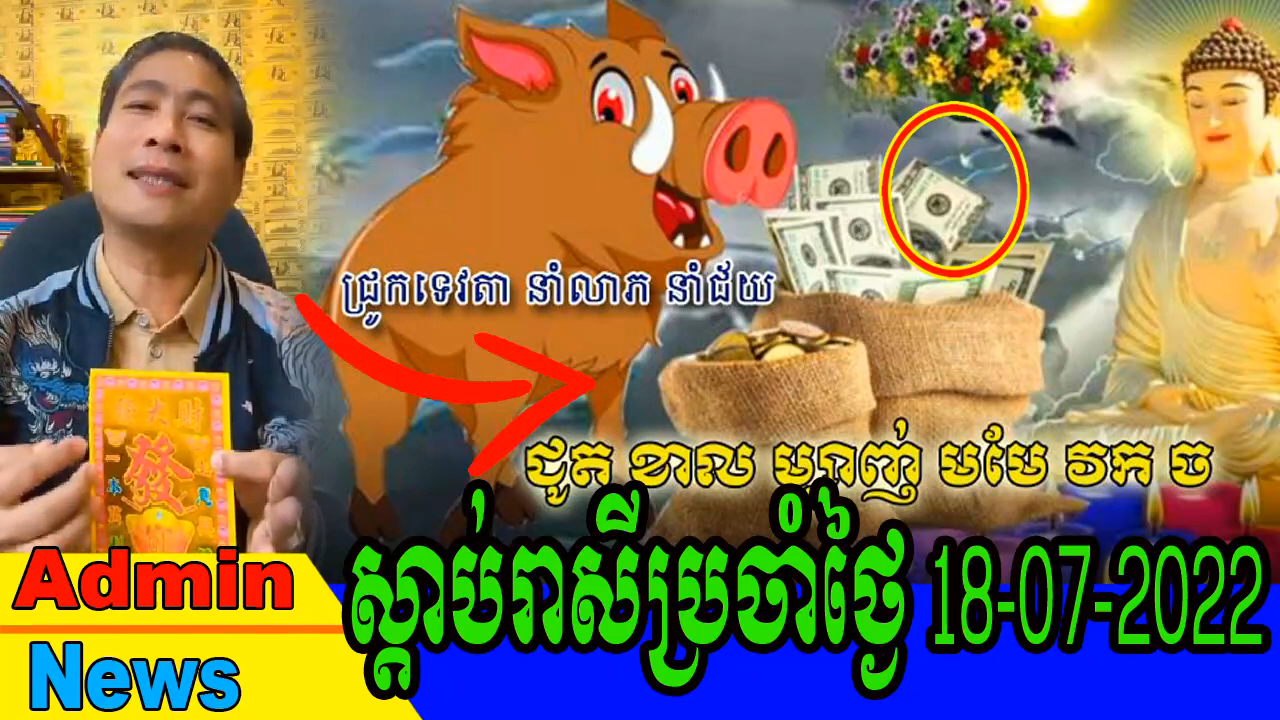 ជ្រូកទេវតា នាំលាភ នាំជ័យ
ជូត ខាល ម្សាញ់ មមែ វក ច
ស្តាប់រាសីប្រចាំថ្ងៃ 18-07-2022
Admin
News
發